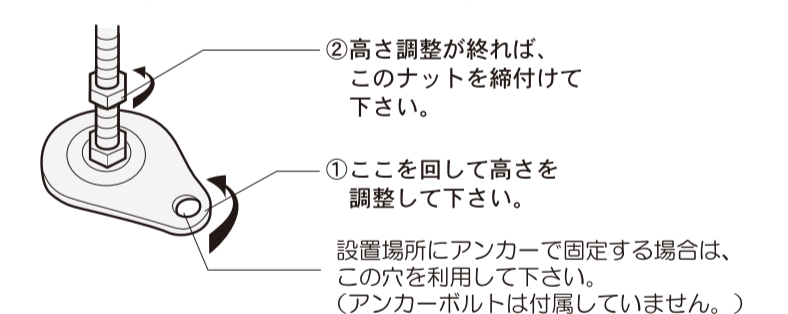 ②高さ調整が終れば、
このナットを締付けて
下さい。
①ここを回して高さを
調整して下さい。
設置場所にアンカーで固定する場合は、
この穴を利用して下さい。
（アンカーボルトは付属していません。）